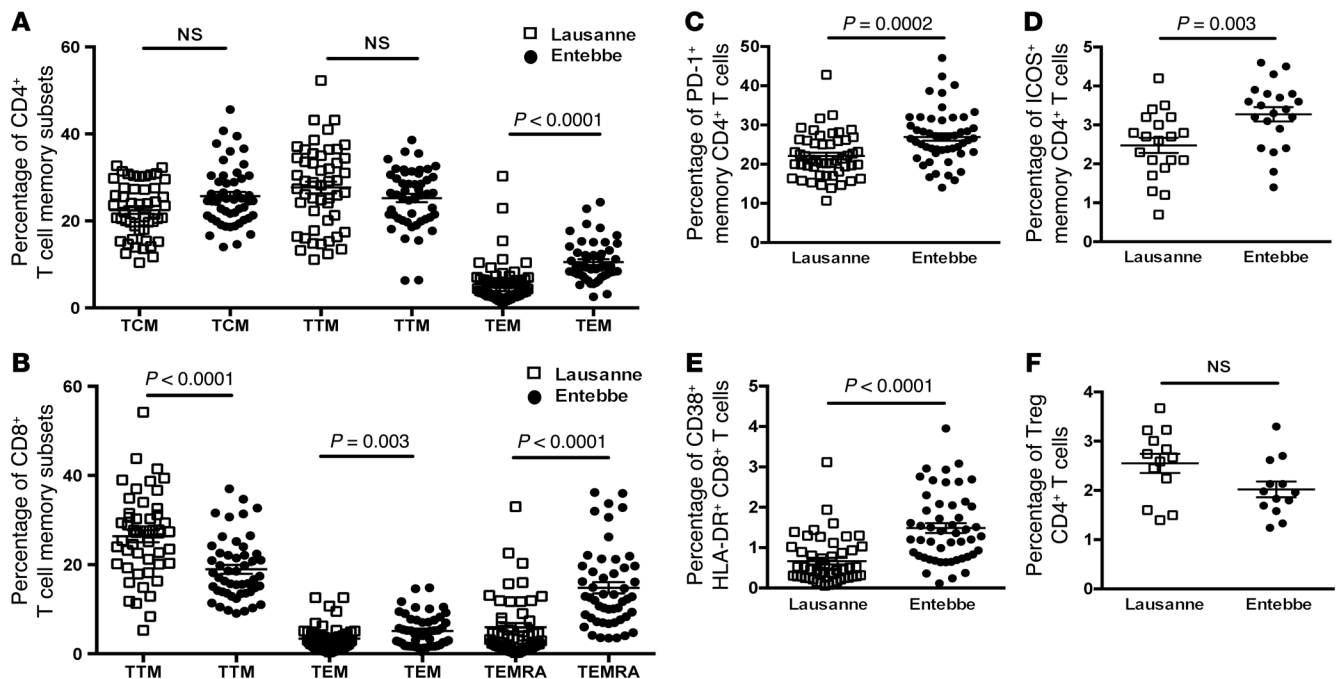 A
Percentage of CD4⁺
T cell memory subsets
60
40
20
0
NS
NS
P < 0.0001
Lausanne
Entebbe
TCM
TCM
TTM
TTM
TEM
TEM
B
Percentage of CD8⁺
T cell memory subsets
60
40
20
0
P < 0.0001
P = 0.003
P < 0.0001
Lausanne
Entebbe
TTM
TTM
TEM
TEM
TEMRA
TEMRA
C
Percentage of PD-1⁺
memory CD4⁺ T cells
50
40
30
20
10
0
P = 0.0002
Lausanne
Entebbe
D
Percentage of ICOS⁺
memory CD4⁺ T cells
5
4
3
2
1
0
P = 0.003
Lausanne
Entebbe
E
Percentage of CD38⁺
HLA-DR⁺ CD8⁺ T cells
5
4
3
2
1
0
P < 0.0001
Lausanne
Entebbe
F
Percentage of Treg
CD4⁺ T cells
4
3
2
1
0
NS
Lausanne
Entebbe